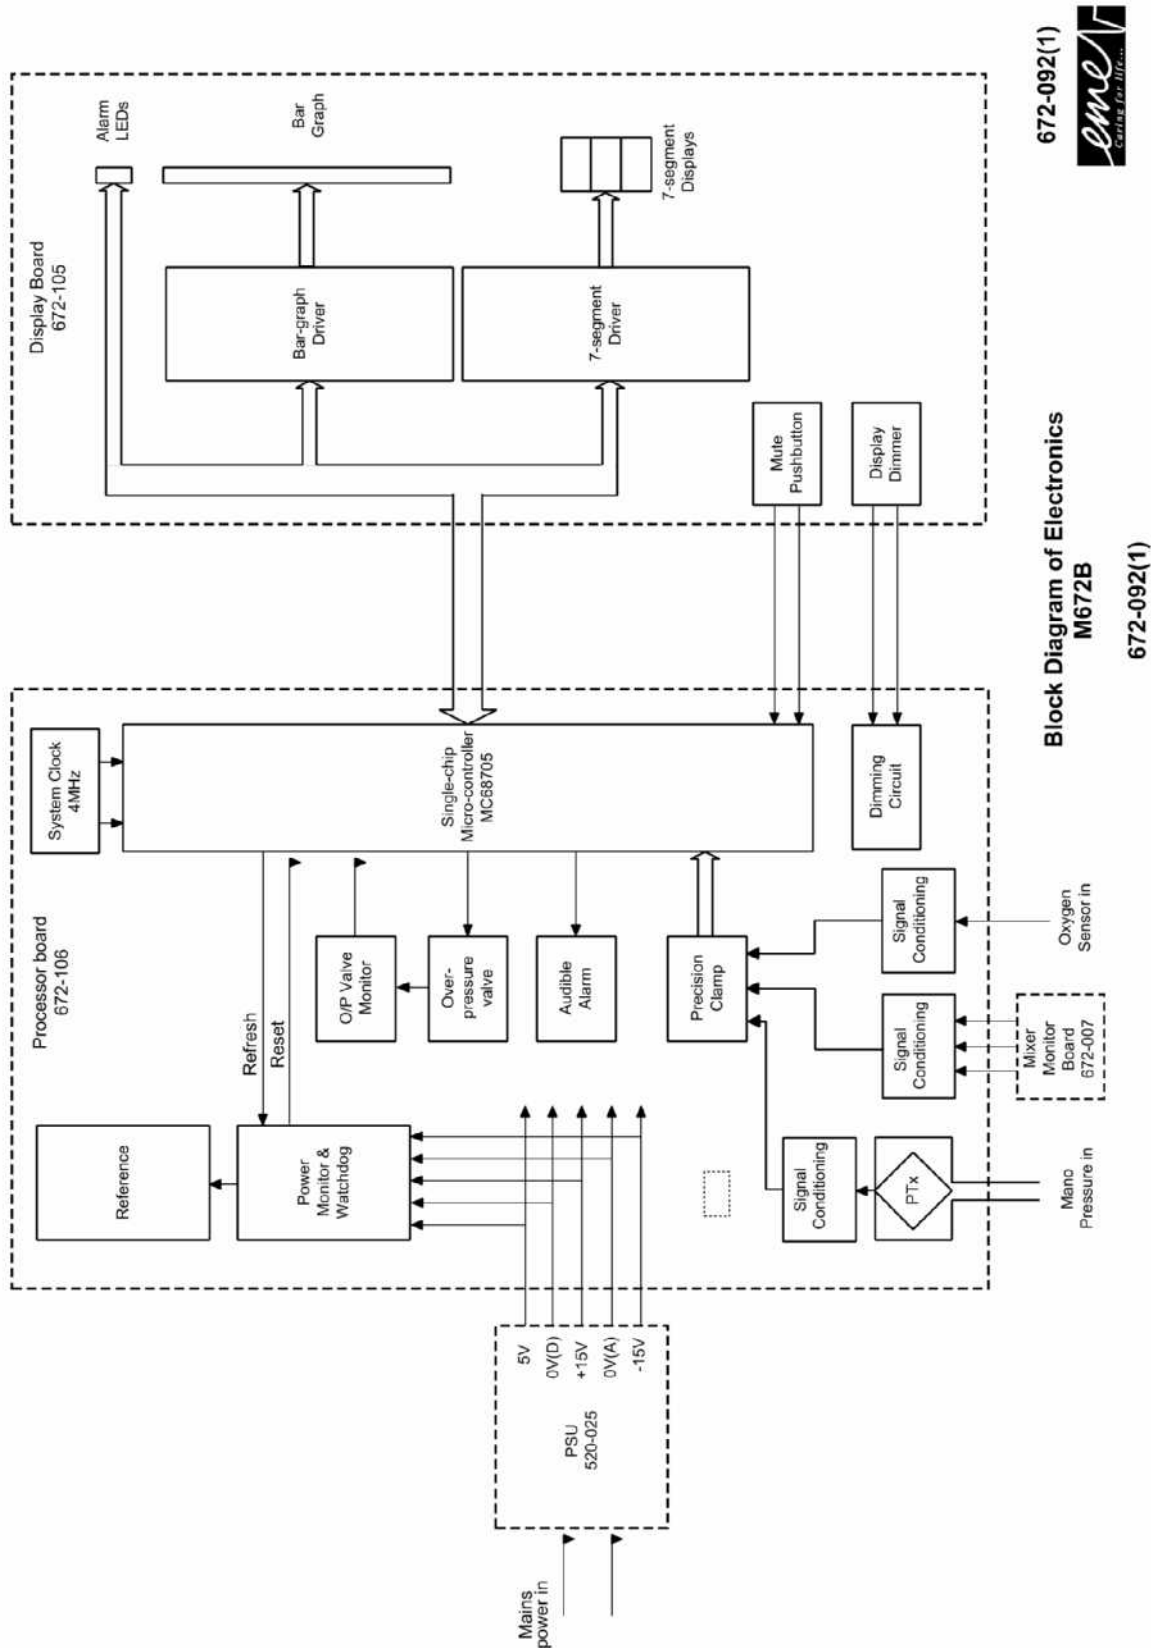 Mains
power in
PSU
520-025
5V
0V(D)
+15V
0V(A)
-15V
Processor board
672-106
Reference
Power
Monitor &
Watchdog
Refresh
Reset
System Clock
4MHz
O/P Valve
Monitor
Over-
pressure
valve
Audible
Alarm
Precision
Clamp
Single-chip
Micro-controller
MC68705
Signal
Conditioning
PTx
Mano
Pressure in
Signal
Conditioning
Mixer
Monitor
Board
672-007
Signal
Conditioning
Oxygen
Sensor in
Dimming
Circuit
Display Board
672-105
Alarm
LEDs
Bar-graph
Driver
Bar
Graph
7-segment
Driver
7-segment
Displays
Mute
Pushbutton
Display
Dimmer
Block Diagram of Electronics
M672B
672-092(1)
672-092(1)
eme
Caring for life...